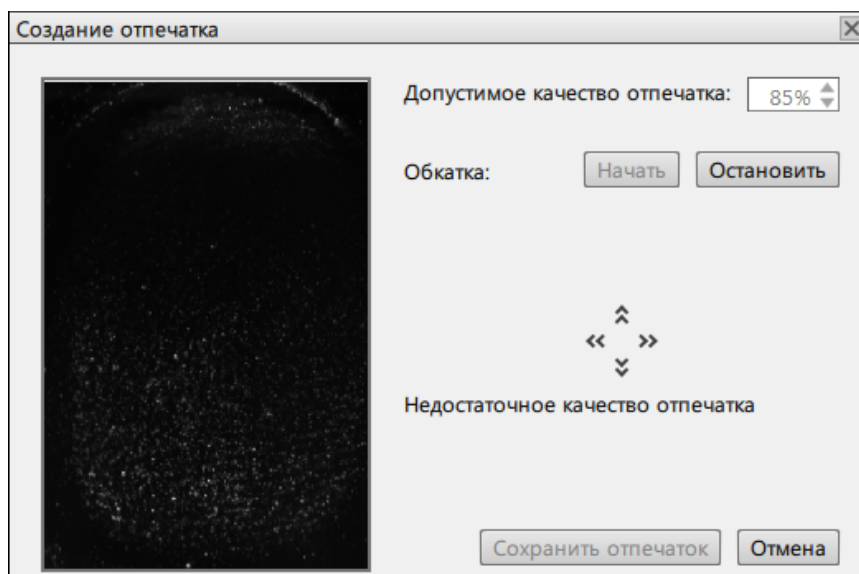 Создание отпечатка
Допустимое качество отпечатка: 85%
Обкатка: Начать Остановить
Недостаточное качество отпечатка
Сохранить отпечаток Отмена